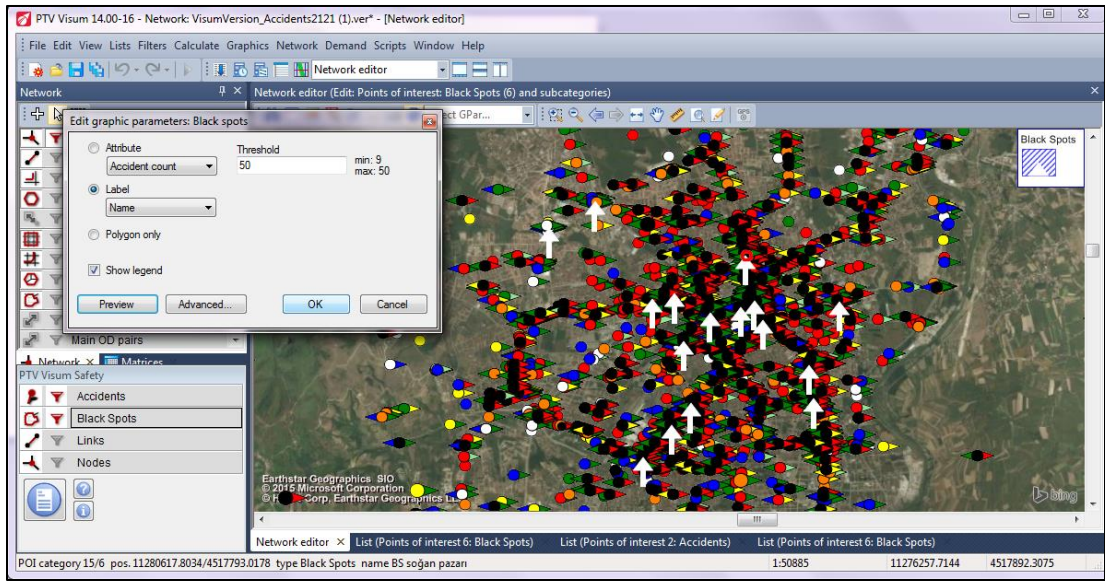 PTV Visum 14.00-16 - Network: VisumVersion_Accidents2121 (1).ver* - [Network editor]
File Edit View Lists Filters Calculate Graphics Network Demand Scripts Window Help
Network editor
Network
Network editor (Edit: Points of interest: Black Spots (6) and subcategories)
ect GPar...
GPS
Edit graphic parameters: Black spots
Attribute
Accident count
Threshold
50
min: 9
max: 50
Label
Name
Polygon only
Show legend
Preview Advanced... OK Cancel
Black Spots
Main OD pairs
Network Matrices
PTV Visum Safety
Accidents
Black Spots
Links
Nodes
Earthstar Geographics SIO
© 2015 Microsoft Corporation
Corp. Earthstar Geographics
bing
Network editor List (Points of interest 6: Black Spots) List (Points of interest 2: Accidents) List (Points of interest 6: Black Spots)
POI category 15/6 pos. 11280617.8034/4517793.0178 type Black Spots name BS soğan pazarı 1:50885 11276257.7144 4517892.3075